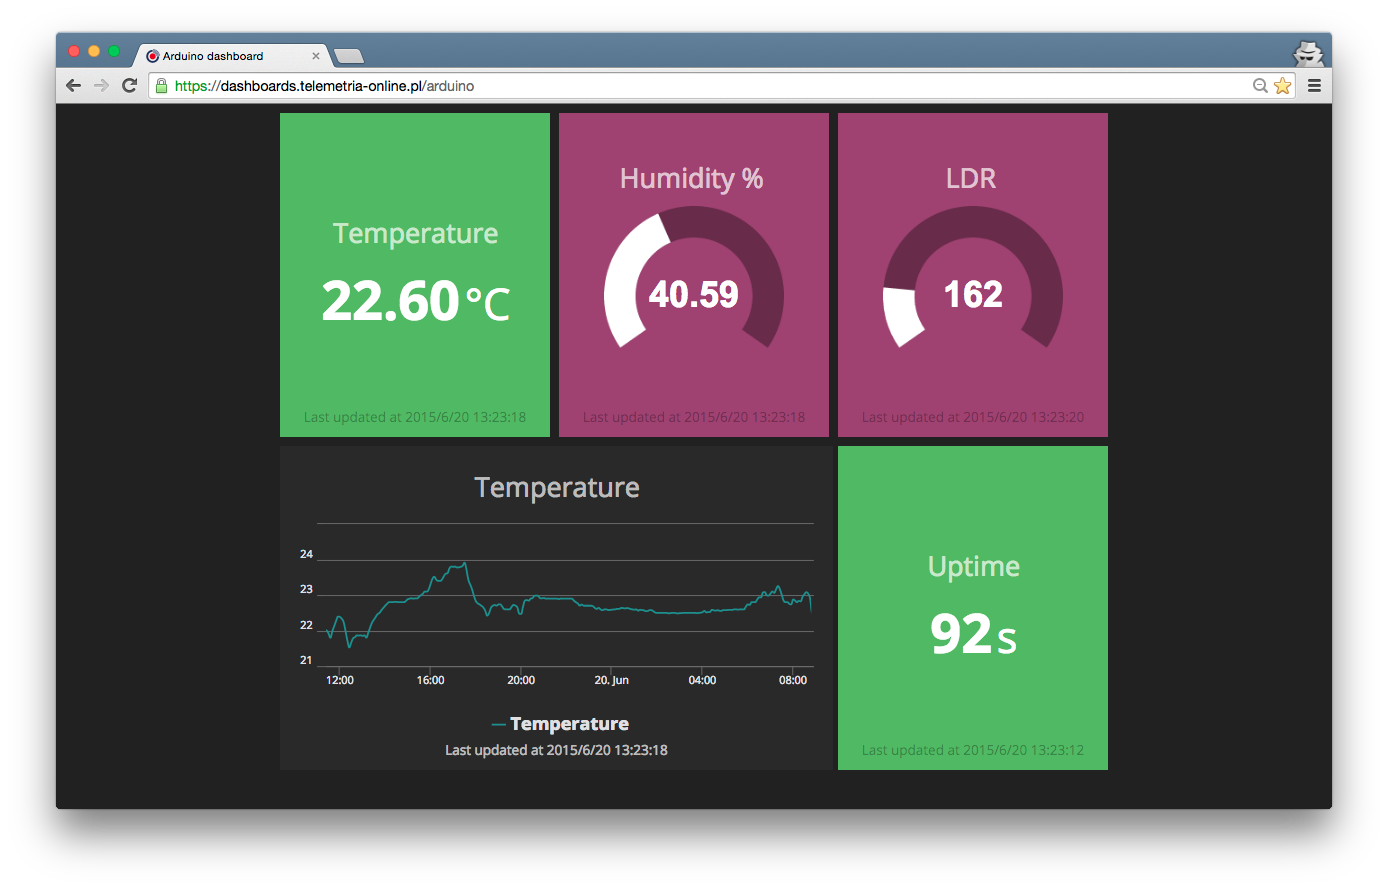 Arduino dashboard
https://dashboards.telemetria-online.pl/arduino
Temperature
22.60 °C
Last updated at 2015/6/20 13:23:18
Humidity %
40.59
Last updated at 2015/6/20 13:23:18
LDR
162
Last updated at 2015/6/20 13:23:20
Temperature
24
23
22
21
12:00 16:00 20:00 20. Jun 04:00 08:00
Temperature
Last updated at 2015/6/20 13:23:18
Uptime
92 s
Last updated at 2015/6/20 13:23:12